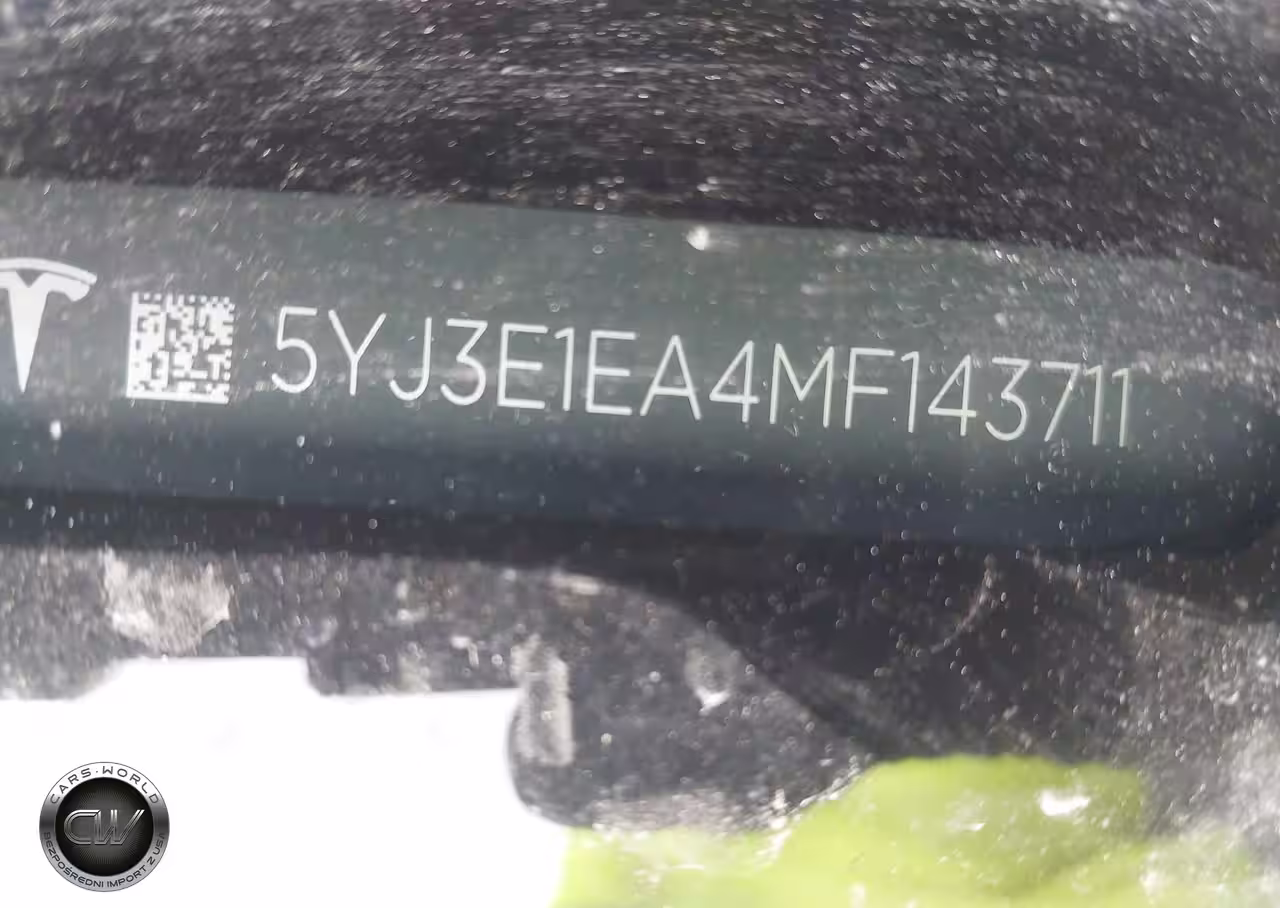 5YJ3E1EA4MF143711
CARS·WORLD
CW
BEZPOŚREDNI IMPORT Z USA